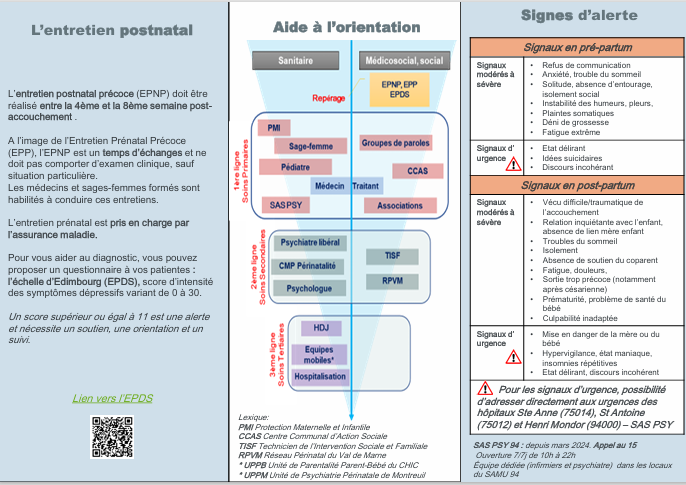 L'entretien postnatal
L'entretien postnatal précoce (EPNP) doit être
réalisé entre la 4ème et la 8ème semaine post-
accouchement .
A l'image de l'Entretien Prénatal Précoce
(EPP), l'EPNP est un temps d'échanges et ne
doit pas comporter d'examen clinique, sauf
situation particulière.
Les médecins et sages-femmes formés sont
habilités à conduire ces entretiens.
L'entretien prénatal est pris en charge par
l'assurance maladie.
Pour vous aider au diagnostic, vous pouvez
proposer un questionnaire à vos patientes :
l'échelle d'Edimbourg (EPDS), score d'intensité
des symptômes dépressifs variant de 0 à 30.
Un score supérieur ou égal à 11 est une alerte
et nécessite un soutien, une orientation et un
suivi.
Lien vers l'EPDS
Aide à l'orientation
Sanitaire
Médicosocial, social
EPNP, EPP
EPDS
Repérage
1ère ligne
Soins Primaires
PMI
Sage-femme
Groupes de paroles
Pédiatre
CCAS
Médecin Traitant
SAS PSY
Associations
2ème ligne
Soins Secondaires
Psychiatre libéral
TISF
CMP Périnatalité
RPVM
Psychologue
3ème ligne
Soins Tertiaires
HDJ
Equipes
mobiles*
Hospitalisation
Lexique:
PMI Protection Maternelle et Infantile
CCAS Centre Communal d'Action Sociale
TISF Technicien de l'Intervention Sociale et Familiale
RPVM Réseau Périnatal du Val de Marne
* UPPB Unité de Parentalité Parent-Bébé du CHIC
* UPPM Unité de Psychiatrie Périnatale de Montreuil
Signes d'alerte
Signaux en pré-partum
Signaux
modérés à
sévère
• Refus de communication
• Anxiété, trouble du sommeil
• Solitude, absence d'entourage,
isolement social
• Instabilité des humeurs, pleurs,
• Plaintes somatiques
• Déni de grossesse
• Fatigue extrême
Signaux d'
urgence
• Etat délirant
• Idées suicidaires
• Discours incohérant
Signaux en post-partum
Signaux
modérés à
sévère
• Vécu difficile/traumatique de
l'accouchement
• Relation inquiétante avec l'enfant,
absence de lien mère enfant
• Troubles du sommeil
• Isolement
• Absence de soutien du coparent
• Fatigue, douleurs,
• Sortie trop précoce (notamment
après césarienne)
• Prématuré, problème de santé du
bébé
• Culpabilité inadaptée
Signaux d'
urgence
• Mise en danger de la mère ou du
bébé
• Hypervigilance, état maniaque,
insomnies répétitives
• Etat délirant, discours incohérent
Pour les signaux d'urgence, possibilité
d'adresser directement aux urgences des
hôpitaux Ste Anne (75014), St Antoine
(75012) et Henri Mondor (94000) – SAS PSY
SAS PSY 94 : depuis mars 2024. Appel au 15
Ouverture 7/7j de 10h à 22h
Équipe dédiée (infirmiers et psychiatre) dans les locaux
du SAMU 94